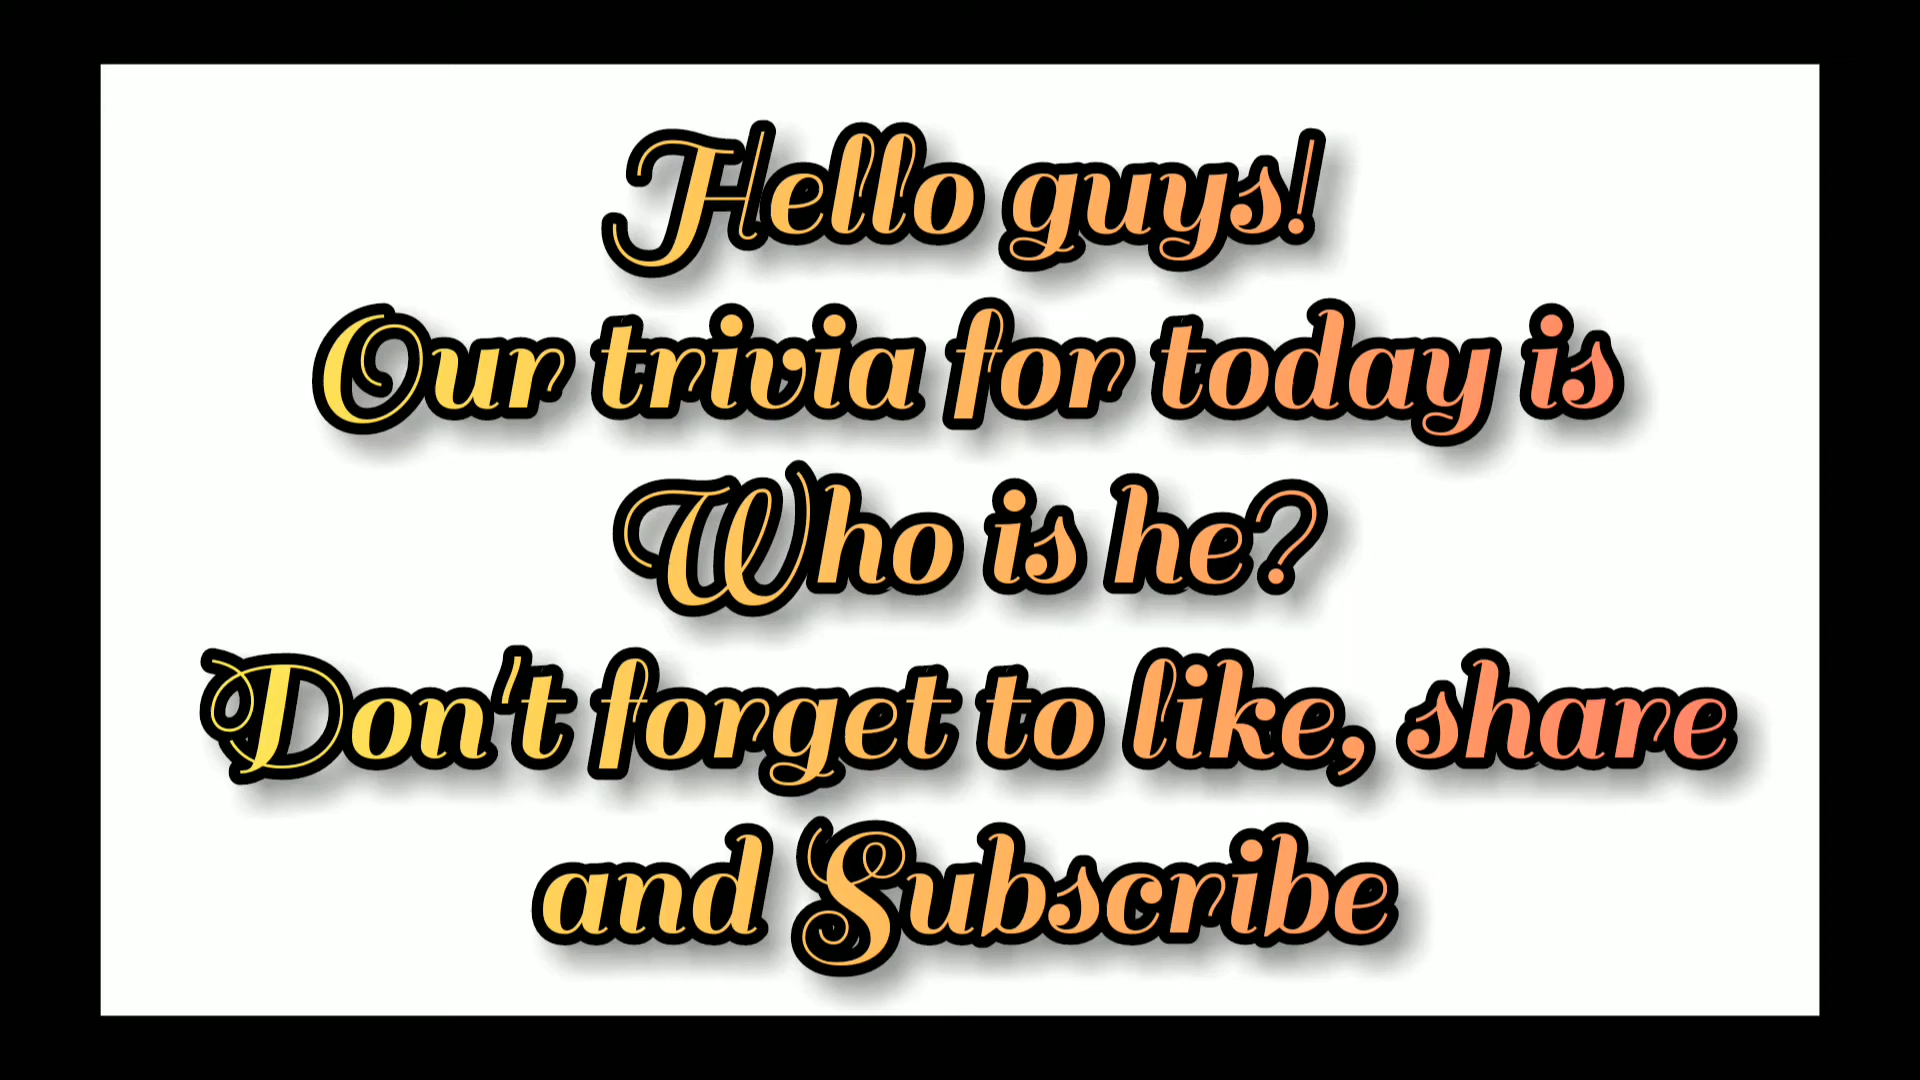 Hello guys!
Our trivia for today is
Who is he?
Don't forget to like, share
and Subscribe